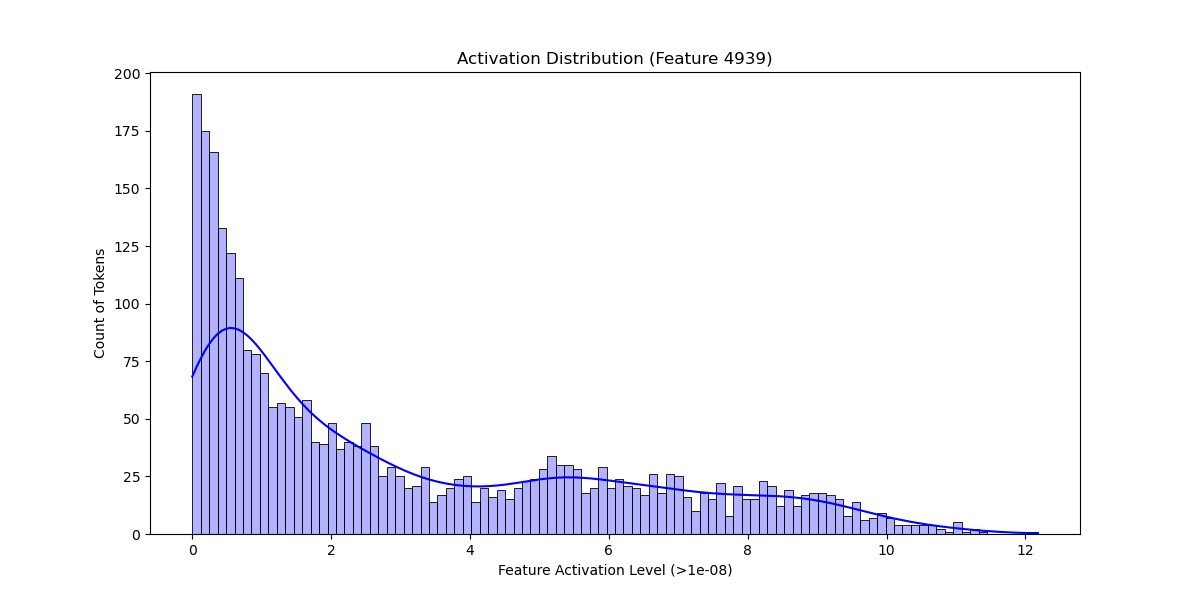 Activation Distribution (Feature 4939)
200
175
150
125
100
75
50
25
0
Count of Tokens
0 2 4 6 8 10 12
Feature Activation Level (>1e-08)